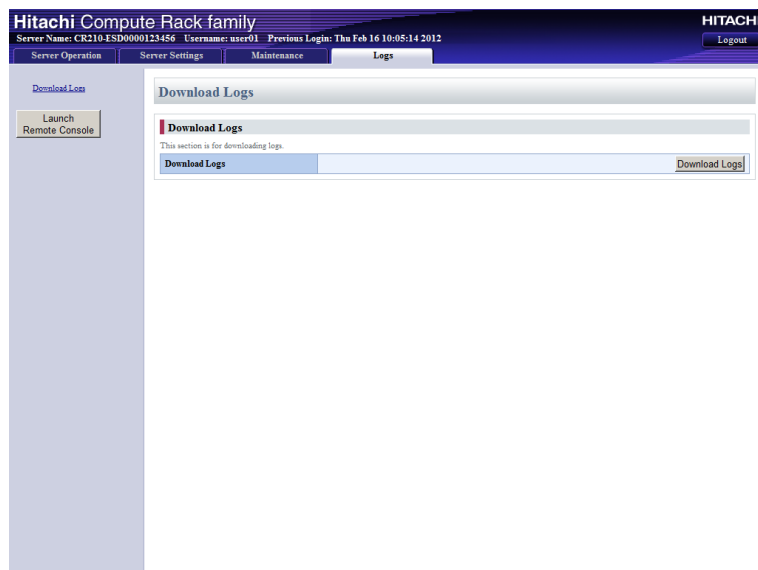 Hitachi Compute Rack family
HITACHI
Server Name: CR210-ESD0000123456 Username: user01 Previous Login: Thu Feb 16 10:05:14 2012
Logout
Server Operation Server Settings Maintenance Logs
Download Logs
Launch
Remote Console
Download Logs
Download Logs
This section is for downloading logs.
Download Logs Download Logs